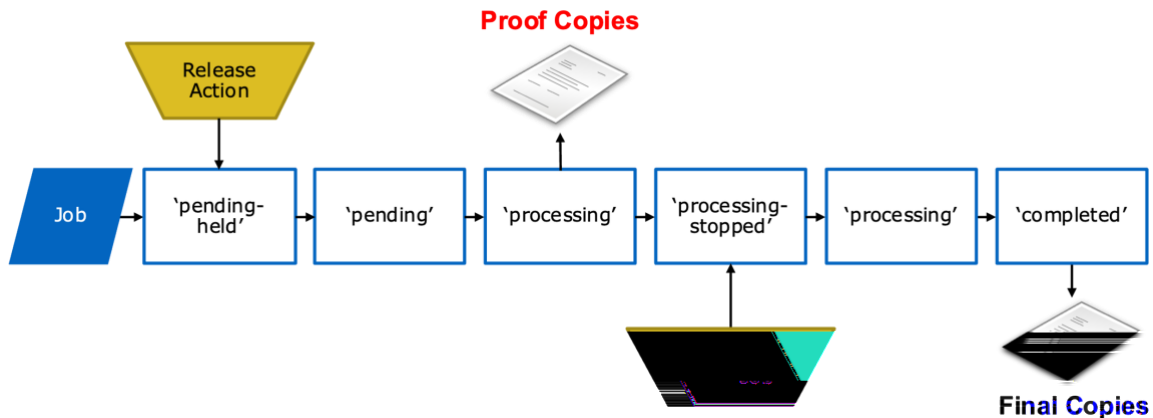 Proof Copies
Release
Action
Job
‘pending-
held’
‘pending’
‘processing’
‘processing-
stopped’
‘processing’
‘completed’
Final Copies